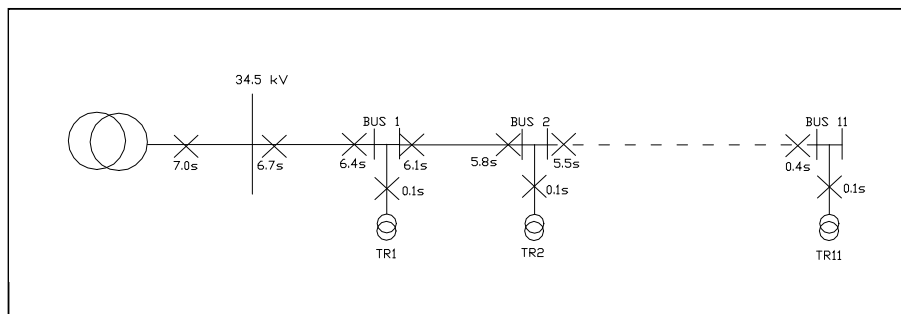 34.5 kV
BUS 1
BUS 2
BUS 11
7.0s
6.7s
6.4s
6.1s
5.8s
5.5s
0.4s
0.1s
0.1s
0.1s
TR1
TR2
TR11